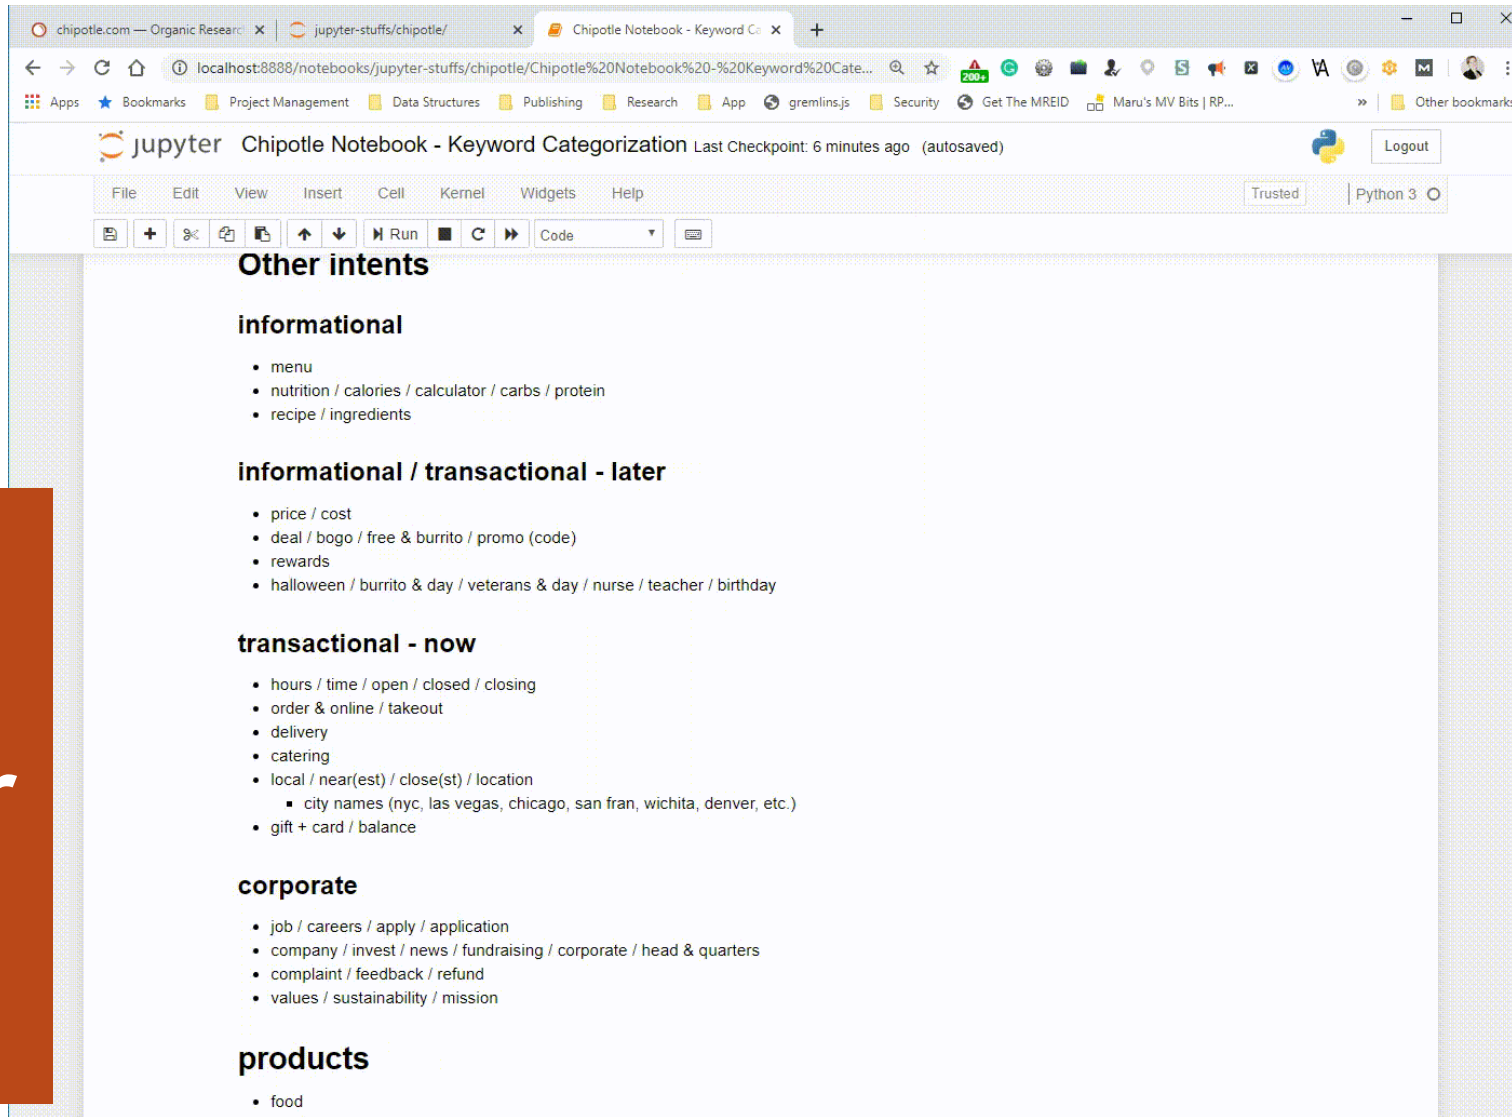 chipotle.com — Organic Researc
jupyter-stuffs/chipotle/
Chipotle Notebook - Keyword Ca
localhost:8888/notebooks/jupyter-stuffs/chipotle/Chipotle%20Notebook%20-%20Keyword%20Cate...
200+
Apps Bookmarks Project Management Data Structures Publishing Research App gremlins.js Security Get The MREID Maru's MV Bits | RP... » Other bookmarks
jupyter Chipotle Notebook - Keyword Categorization Last Checkpoint: 6 minutes ago (autosaved) Logout
File Edit View Insert Cell Kernel Widgets Help Trusted Python 3
Run Code
Other intents
informational
• menu
• nutrition / calories / calculator / carbs / protein
• recipe / ingredients
informational / transactional - later
• price / cost
• deal / bogo / free & burrito / promo (code)
• rewards
• halloween / burrito & day / veterans & day / nurse / teacher / birthday
transactional - now
• hours / time / open / closed / closing
• order & online / takeout
• delivery
• catering
• local / near(est) / close(st) / location
▪ city names (nyc, las vegas, chicago, san fran, wichita, denver, etc.)
• gift + card / balance
corporate
• job / careers / apply / application
• company / invest / news / fundraising / corporate / head & quarters
• complaint / feedback / refund
• values / sustainability / mission
products
• food